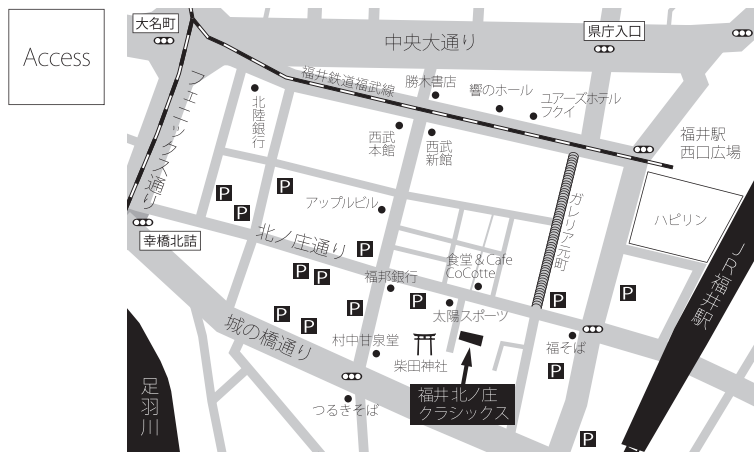 Access
大名町
中央大通り
県庁入口
福井鉄道福武線
勝木書店
響のホール
ユアーズホテル
フクイ
北陸銀行
西武
本館
西武
新館
福井駅
西口広場
フェニックス通り
ガレリア元町
ハピリン
JR福井駅
P
P
P
アップルビル
幸橋北詰
北ノ庄通り
P
P
P
食堂&Cafe
CoCotte
福邦銀行
P
P
P
P
太陽スポーツ
P
P
P
城の橋通り
村中甘泉堂
柴田神社
福そば
P
足羽川
福井北ノ庄
クラシックス
つるきそば
P